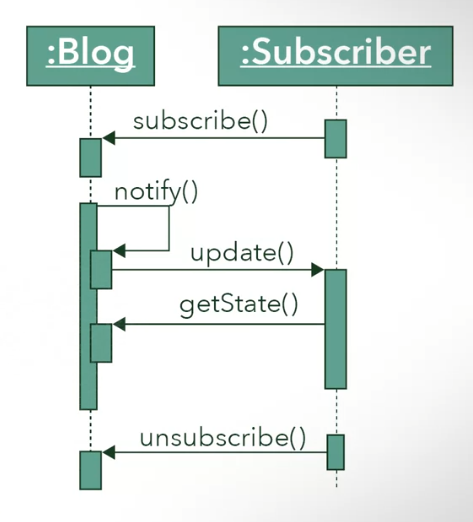 :Blog :Subscriber
subscribe()
notify()
update()
getState()
unsubscribe()